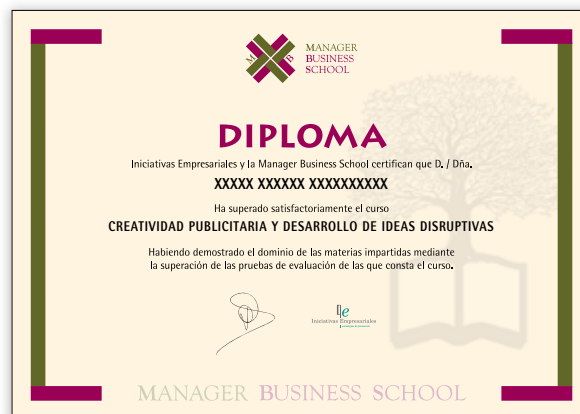 M B
MANAGER
BUSINESS
SCHOOL
DIPLOMA
Iniciativas Empresariales y la Manager Business School certifican que D. / Dña.
XXXXX XXXXXX XXXXXXXXXX
Ha superado satisfactoriamente el curso
CREATIVIDAD PUBLICITARIA Y DESARROLLO DE IDEAS DISRUPTIVAS
Habiendo demostrado el dominio de las materias impartidas mediante
la superación de las pruebas de evaluación de las que consta el curso.
Iniciativas Empresariales
MANAGER BUSINESS SCHOOL